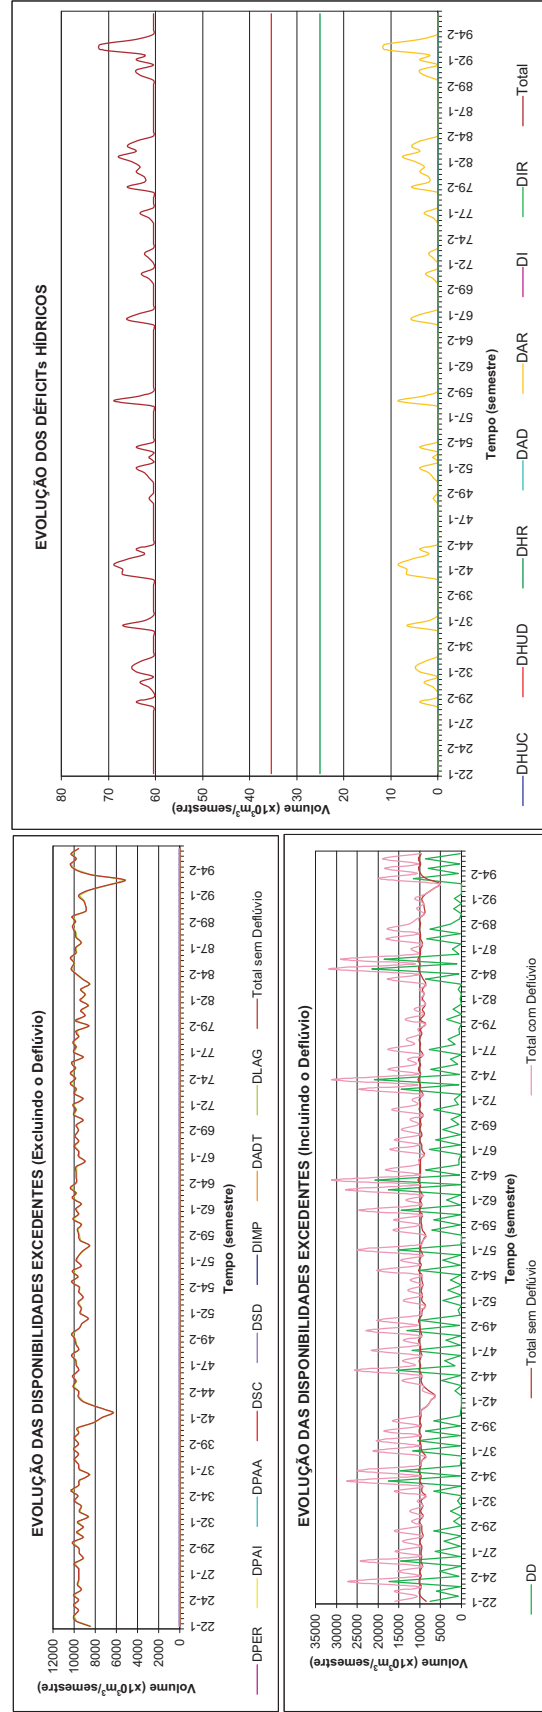 EVOLUÇÃO DAS DISPONIBILIDADES EXCEDENTES (Excluindo o Deflúvio)
Volume (x10³m³/semestre)
12000
10000
8000
6000
4000
2000
0
22-1 24-2 27-1 29-2 32-1 34-2 37-1 39-2 42-1 44-2 47-1 49-2 52-1 54-2 57-1 59-2 62-1 64-2 67-1 69-2 72-1 74-2 77-1 79-2 82-1 84-2 87-1 89-2 92-1 94-2
Tempo (semestre)
DPER DPAI DPAA DSC DSD DIMP DADT DLAG Total sem Deflúvio
EVOLUÇÃO DAS DISPONIBILIDADES EXCEDENTES (Incluindo o Deflúvio)
Volume (x10³m³/semestre)
35000
30000
25000
20000
15000
10000
5000
0
22-1 24-2 27-1 29-2 32-1 34-2 37-1 39-2 42-1 44-2 47-1 49-2 52-1 54-2 57-1 59-2 62-1 64-2 67-1 69-2 72-1 74-2 77-1 79-2 82-1 84-2 87-1 89-2 92-1 94-2
Tempo (semestre)
DD Total sem Deflúvio Total com Deflúvio
EVOLUÇÃO DOS DÉFICITs HÍDRICOS
Volume (x10³m³/semestre)
80
70
60
50
40
30
20
10
0
22-1 24-2 27-1 29-2 32-1 34-2 37-1 39-2 42-1 44-2 47-1 49-2 52-1 54-2 57-1 59-2 62-1 64-2 67-1 69-2 72-1 74-2 77-1 79-2 82-1 84-2 87-1 89-2 92-1 94-2
Tempo (semestre)
DHUC DHUD DHR DAD DAR DI DIR Total